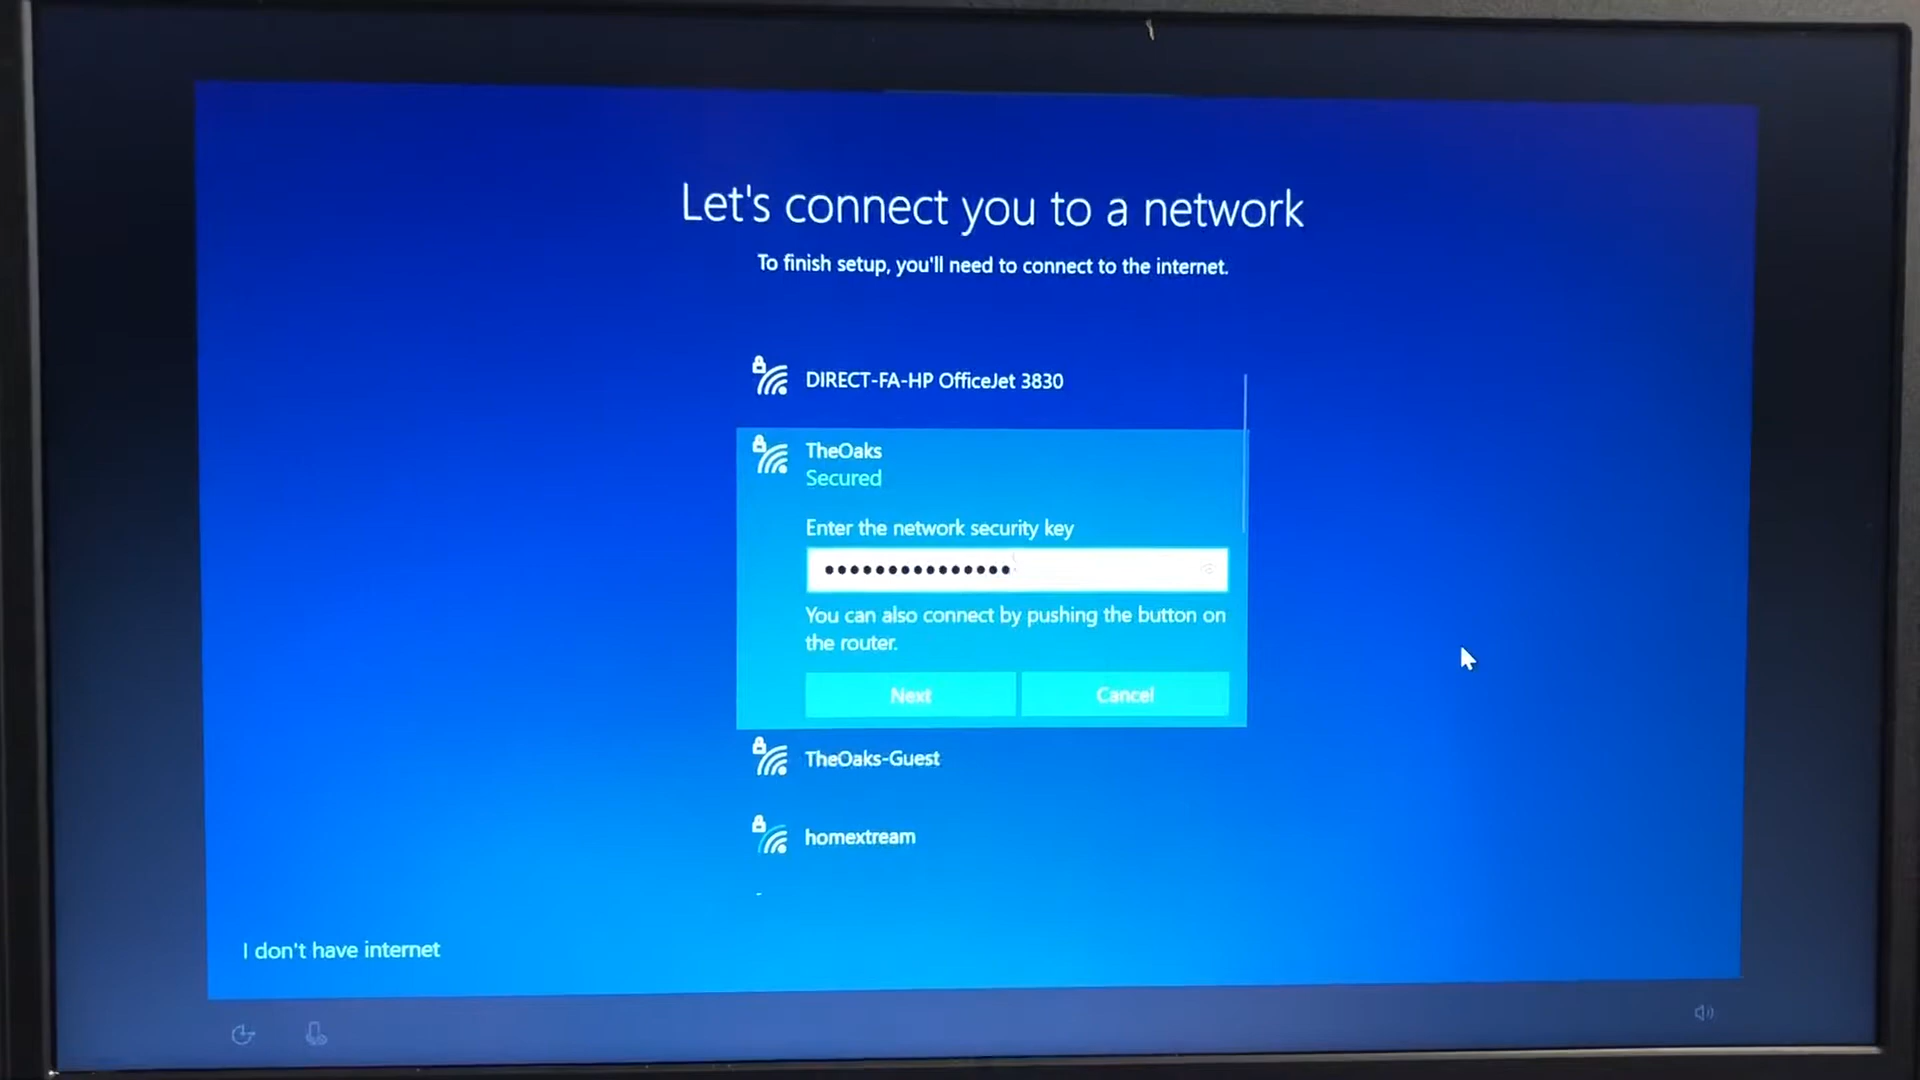 Let's connect you to a network
To finish setup, you'll need to connect to the internet.
DIRECT-FA-HP OfficeJet 3830
TheOaks
Secured
Enter the network security key
•••••••••••••••
You can also connect by pushing the button on
the router.
Next
Cancel
TheOaks-Guest
homextream
I don't have internet